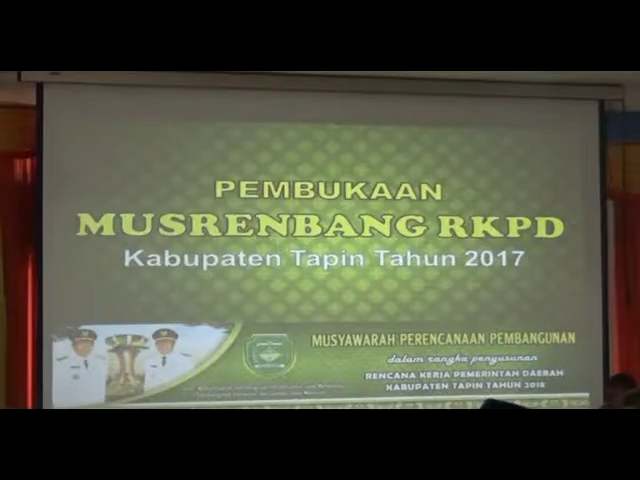 PEMBUKAAN
MUSRENBANG RKPD
Kabupaten Tapin Tahun 2017
MUSYAWARAH PERENCANAAN PEMBANGUNAN
dalam rangka penyusunan
RENCANA KERJA PEMERINTAH DAERAH
KABUPATEN TAPIN TAHUN 2018